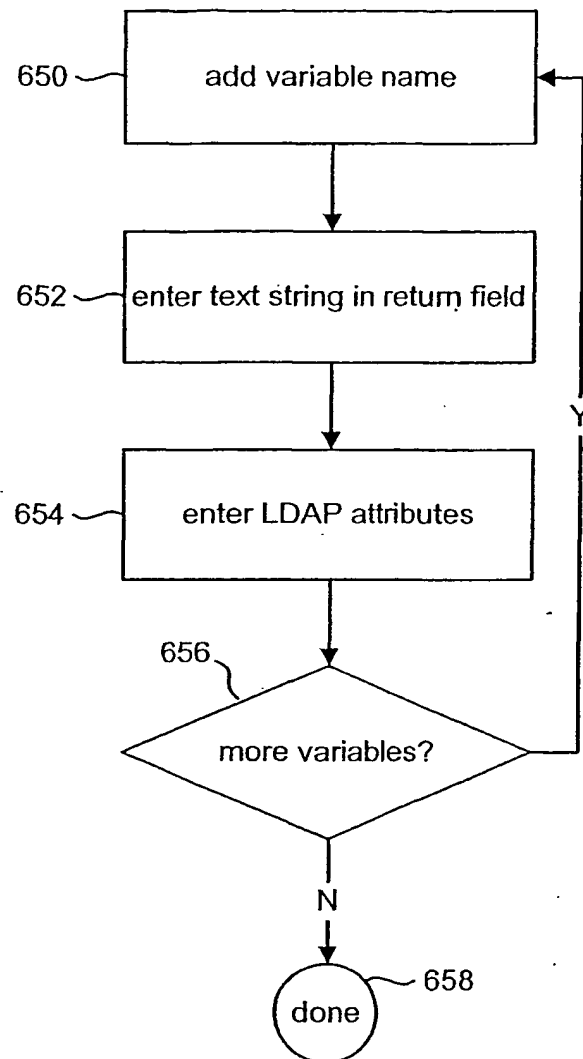 650
add variable name
652
enter text string in return field
654
enter LDAP attributes
Y
656
more variables?
N
658
done